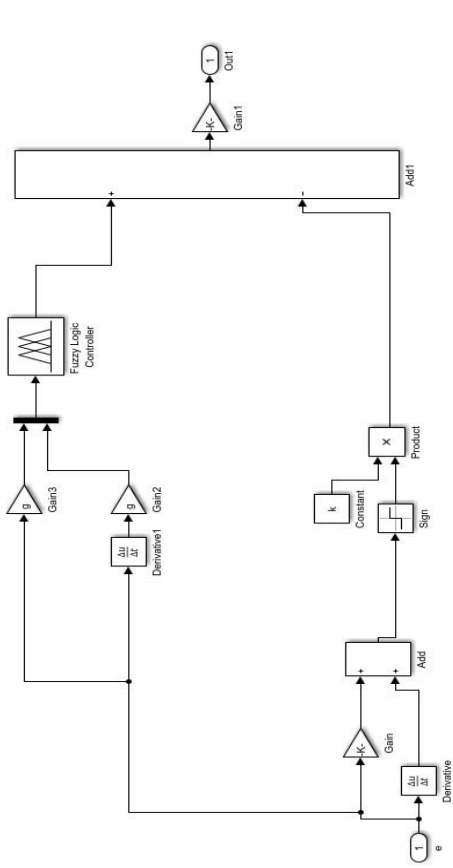 g
Gain3
Fuzzy Logic
Controller
Δu
Δt
Derivative1
g
Gain2
+
-
Add1
-K-
Gain1
1
Out1
k
Constant
X
Product
-K-
Gain
+
+
Add
Sign
1
e
Δu
Δt
Derivative